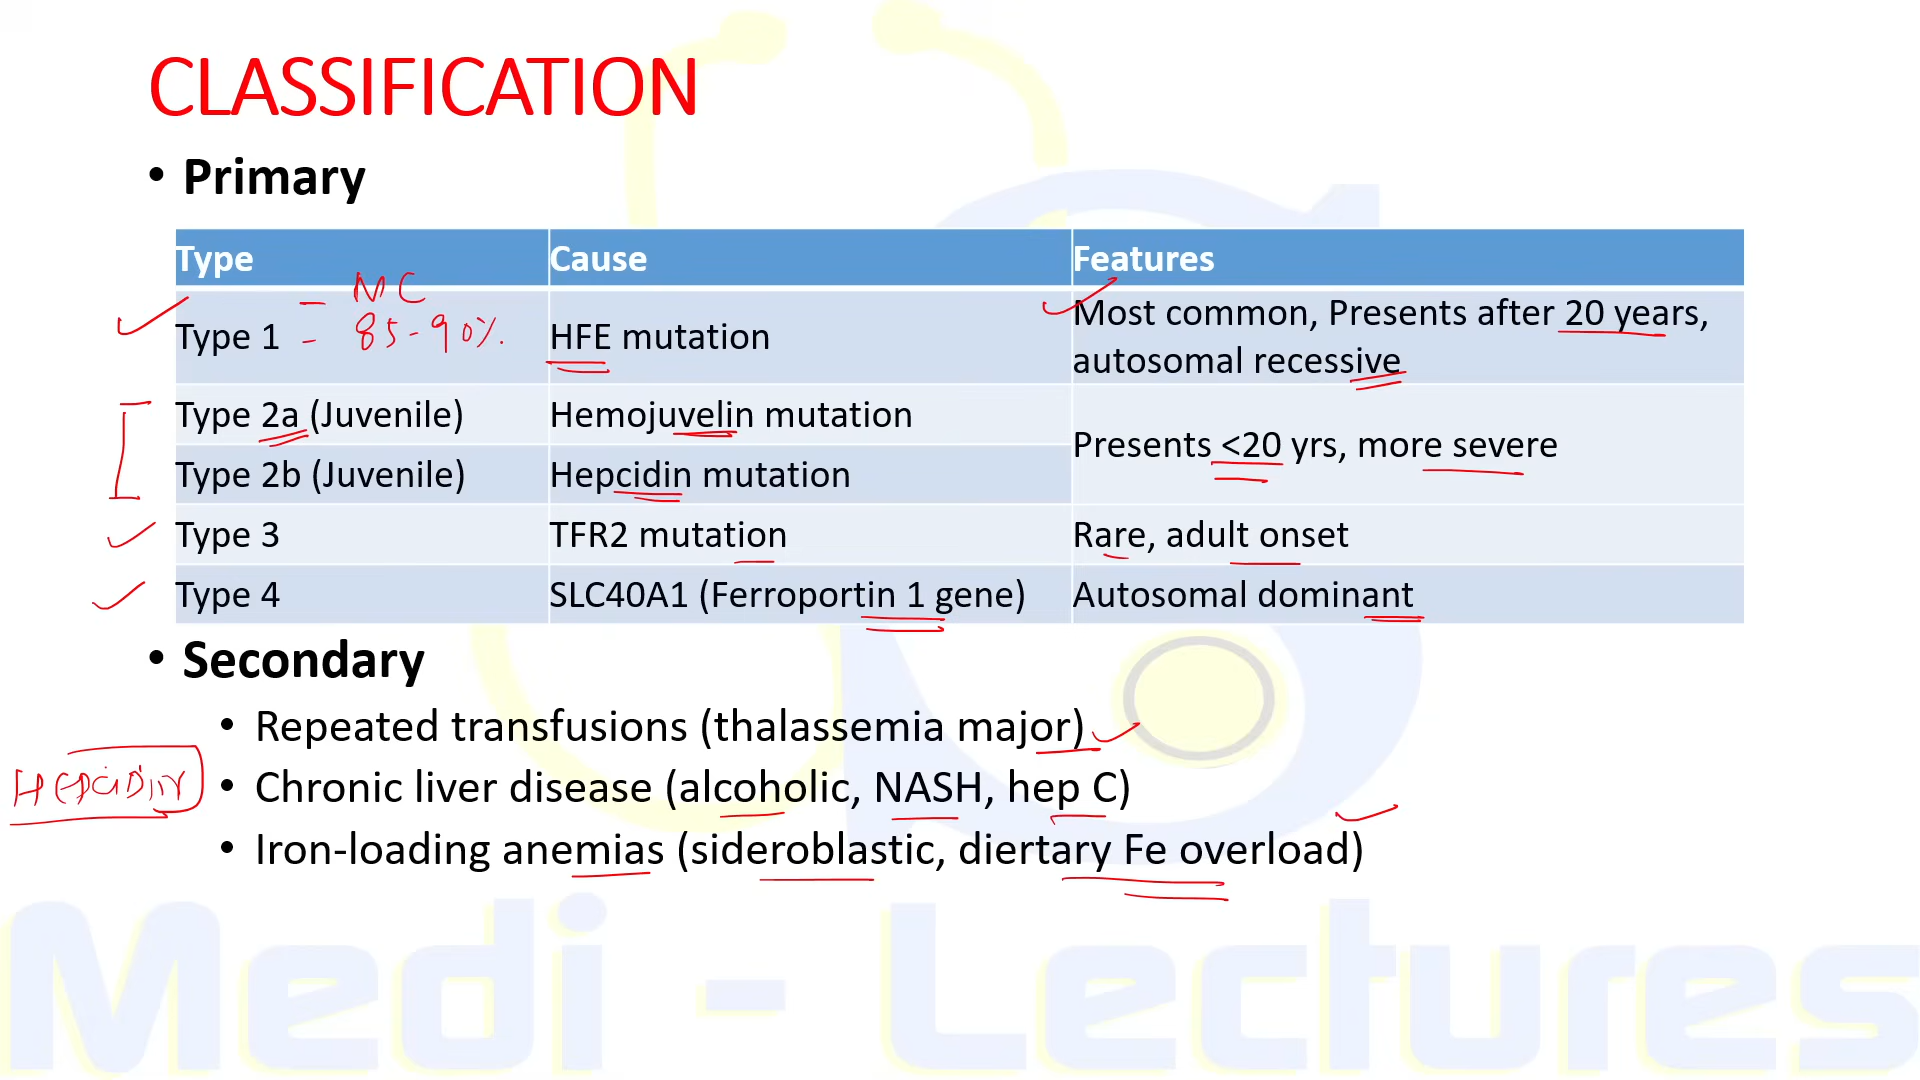 CLASSIFICATION
• Primary
Type Cause Features
- MC
Type 1 - 85-90% HFE mutation Most common, Presents after 20 years,
autosomal recessive
Type 2a (Juvenile) Hemojuvelin mutation
Presents <20 yrs, more severe
Type 2b (Juvenile) Hepcidin mutation
Type 3 TFR2 mutation Rare, adult onset
Type 4 SLC40A1 (Ferroportin 1 gene) Autosomal dominant
• Secondary
• Repeated transfusions (thalassemia major)
HEPCIDIN
• Chronic liver disease (alcoholic, NASH, hep C)
• Iron-loading anemias (sideroblastic, diertary Fe overload)
Medi - Lectures